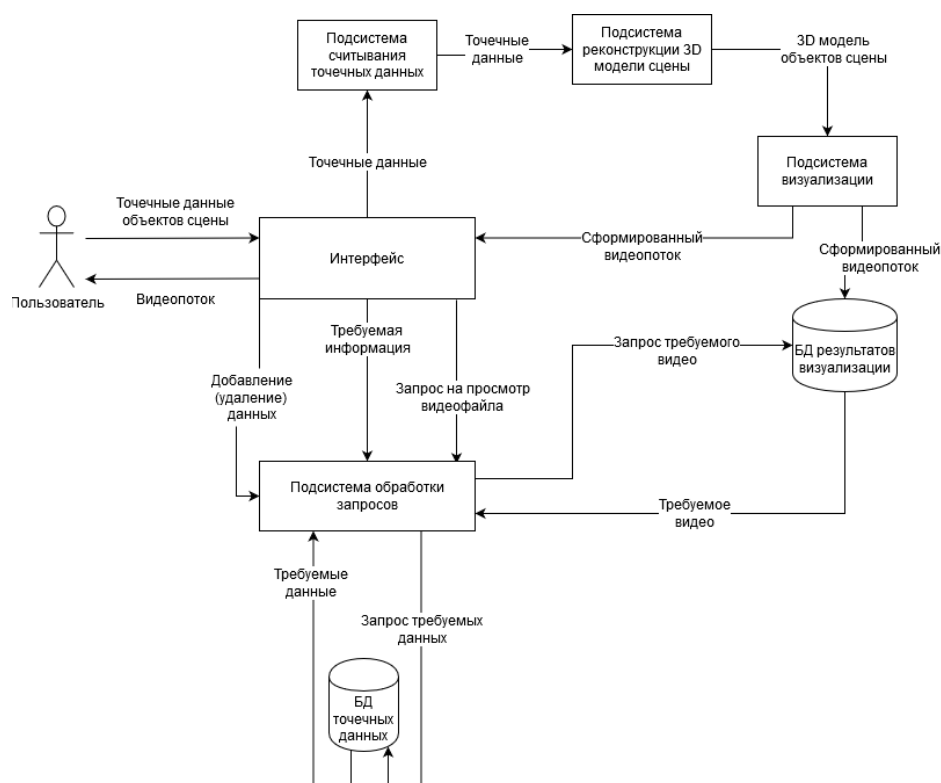 Подсистема
считывания
точечных данных
Точечные
данные
Подсистема
реконструкции 3D
модели сцены
3D модель
объектов сцены
Точечные данные
Подсистема
визуализации
Точечные данные
объектов сцены
Интерфейс
Сформированный
видеопоток
Сформированный
видеопоток
Пользователь
Видеопоток
Требуемая
информация
Запрос требуемого
видео
БД результатов
визуализации
Добавление
(удаление)
данных
Запрос на просмотр
видеофайла
Подсистема обработки
запросов
Требуемое
видео
Требуемые
данные
Запрос требуемых
данных
БД
точечных
данных